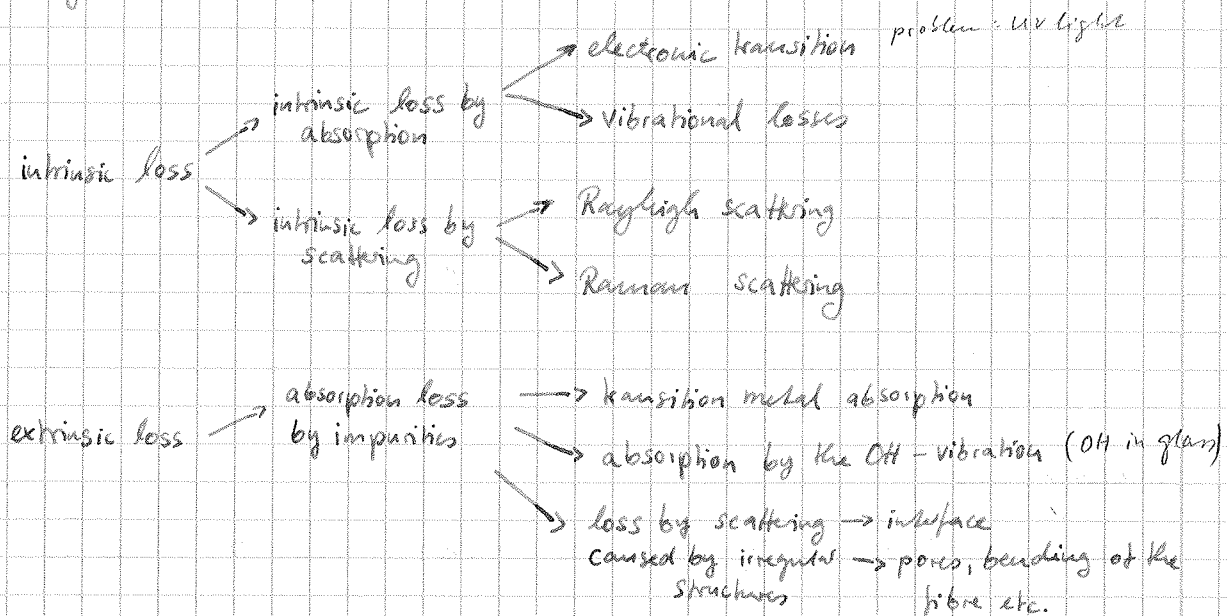 electronic transition problem : UV light
intrinsic loss by
absorption
vibrational losses
intrinsic loss
Rayleigh scattering
intrinsic loss by
scattering
Raman scattering
absorption loss
by impurities
transition metal absorption
extrinsic loss
absorption by the OH - vibration (OH in glass)
loss by scattering → interface
caused by irregular → pores, bending of the
structures
fibre etc.